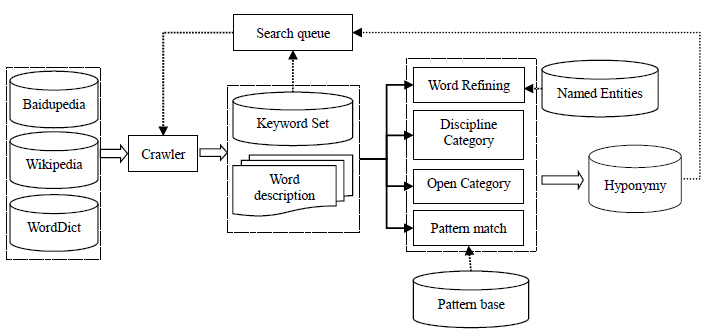 Search queue
Baidupedia
Wikipedia
WordDict
Crawler
Keyword Set
Word
description
Word Refining
Discipline
Category
Open Category
Pattern match
Named Entities
Hyponymy
Pattern base